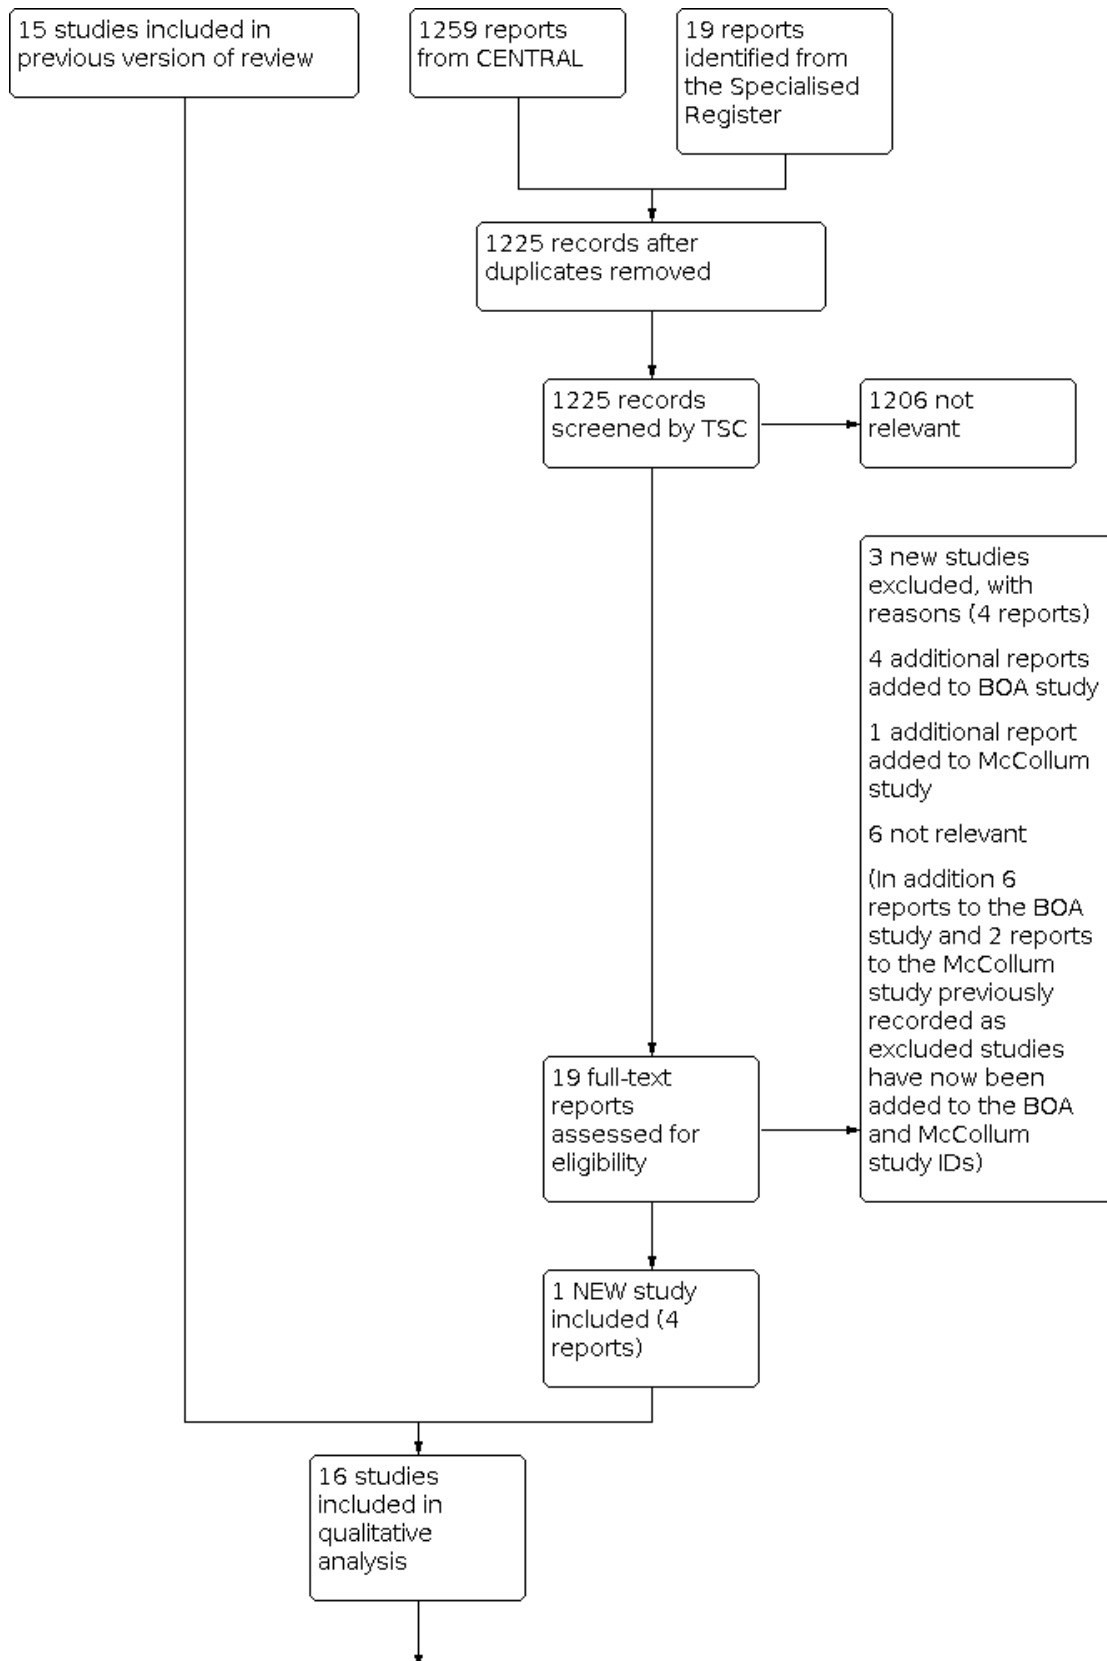 15 studies included in
previous version of review
1259 reports
from CENTRAL
19 reports
identified from
the Specialised
Register
1225 records after
duplicates removed
1225 records
screened by TSC
1206 not
relevant
3 new studies
excluded, with
reasons (4 reports)
4 additional reports
added to BOA study
1 additional report
added to McCollum
study
6 not relevant
(In addition 6
reports to the BOA
study and 2 reports
to the McCollum
study previously
recorded as
excluded studies
have now been
added to the BOA
and McCollum
study IDs)
19 full-text
reports
assessed for
eligibility
1 NEW study
included (4
reports)
16 studies
included in
qualitative
analysis